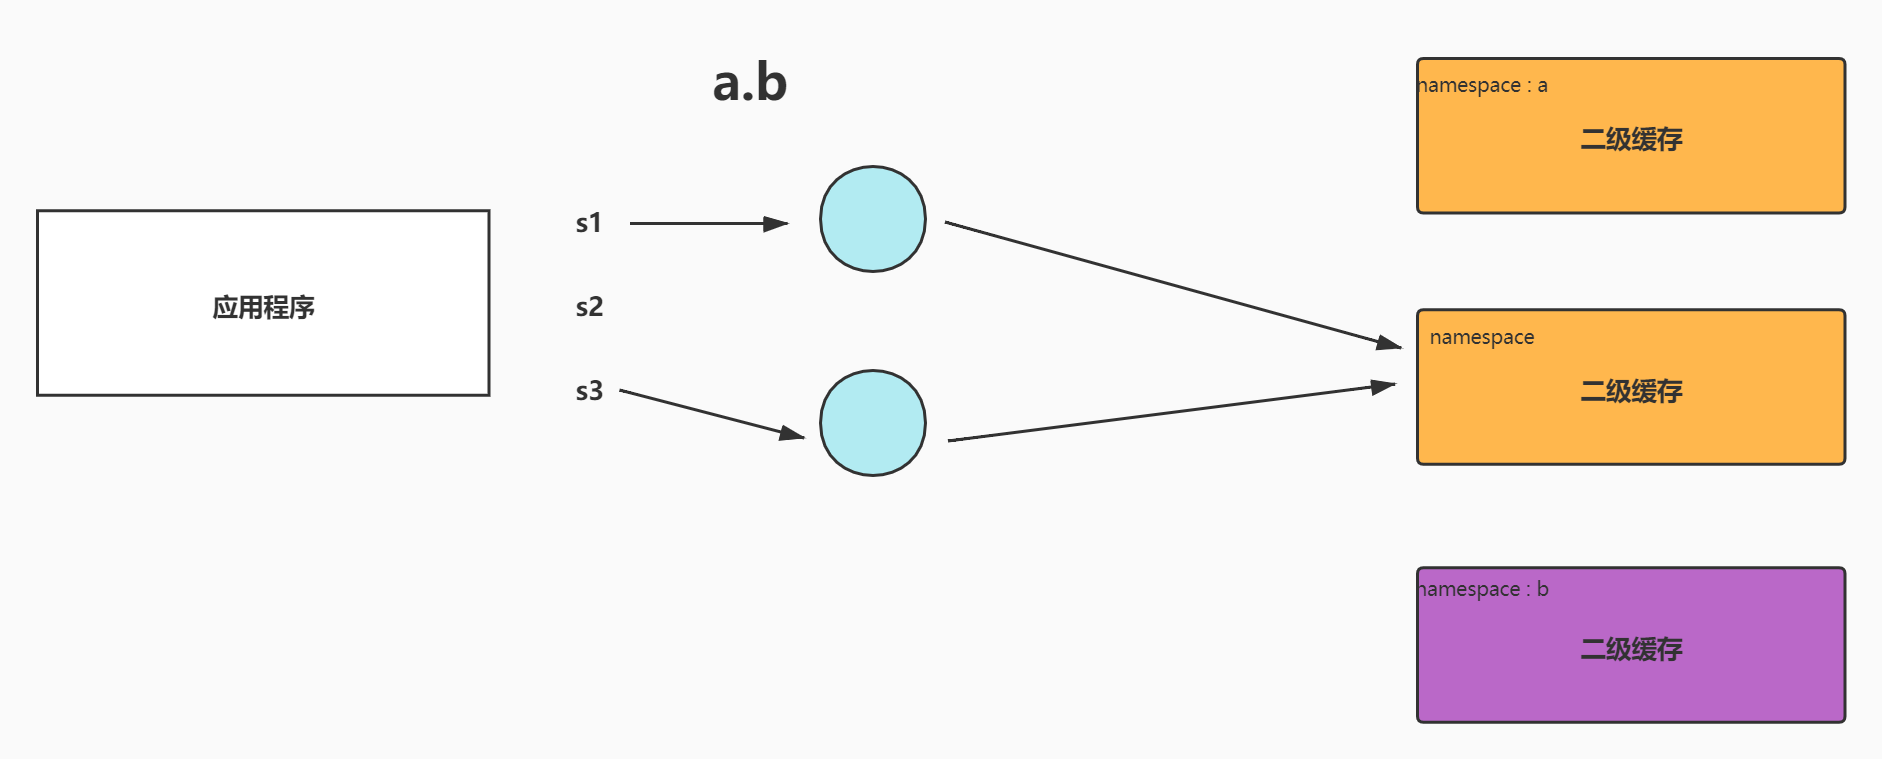 a.b
应用程序
s1
s2
s3
namespace : a
二级缓存
namespace
二级缓存
namespace : b
二级缓存